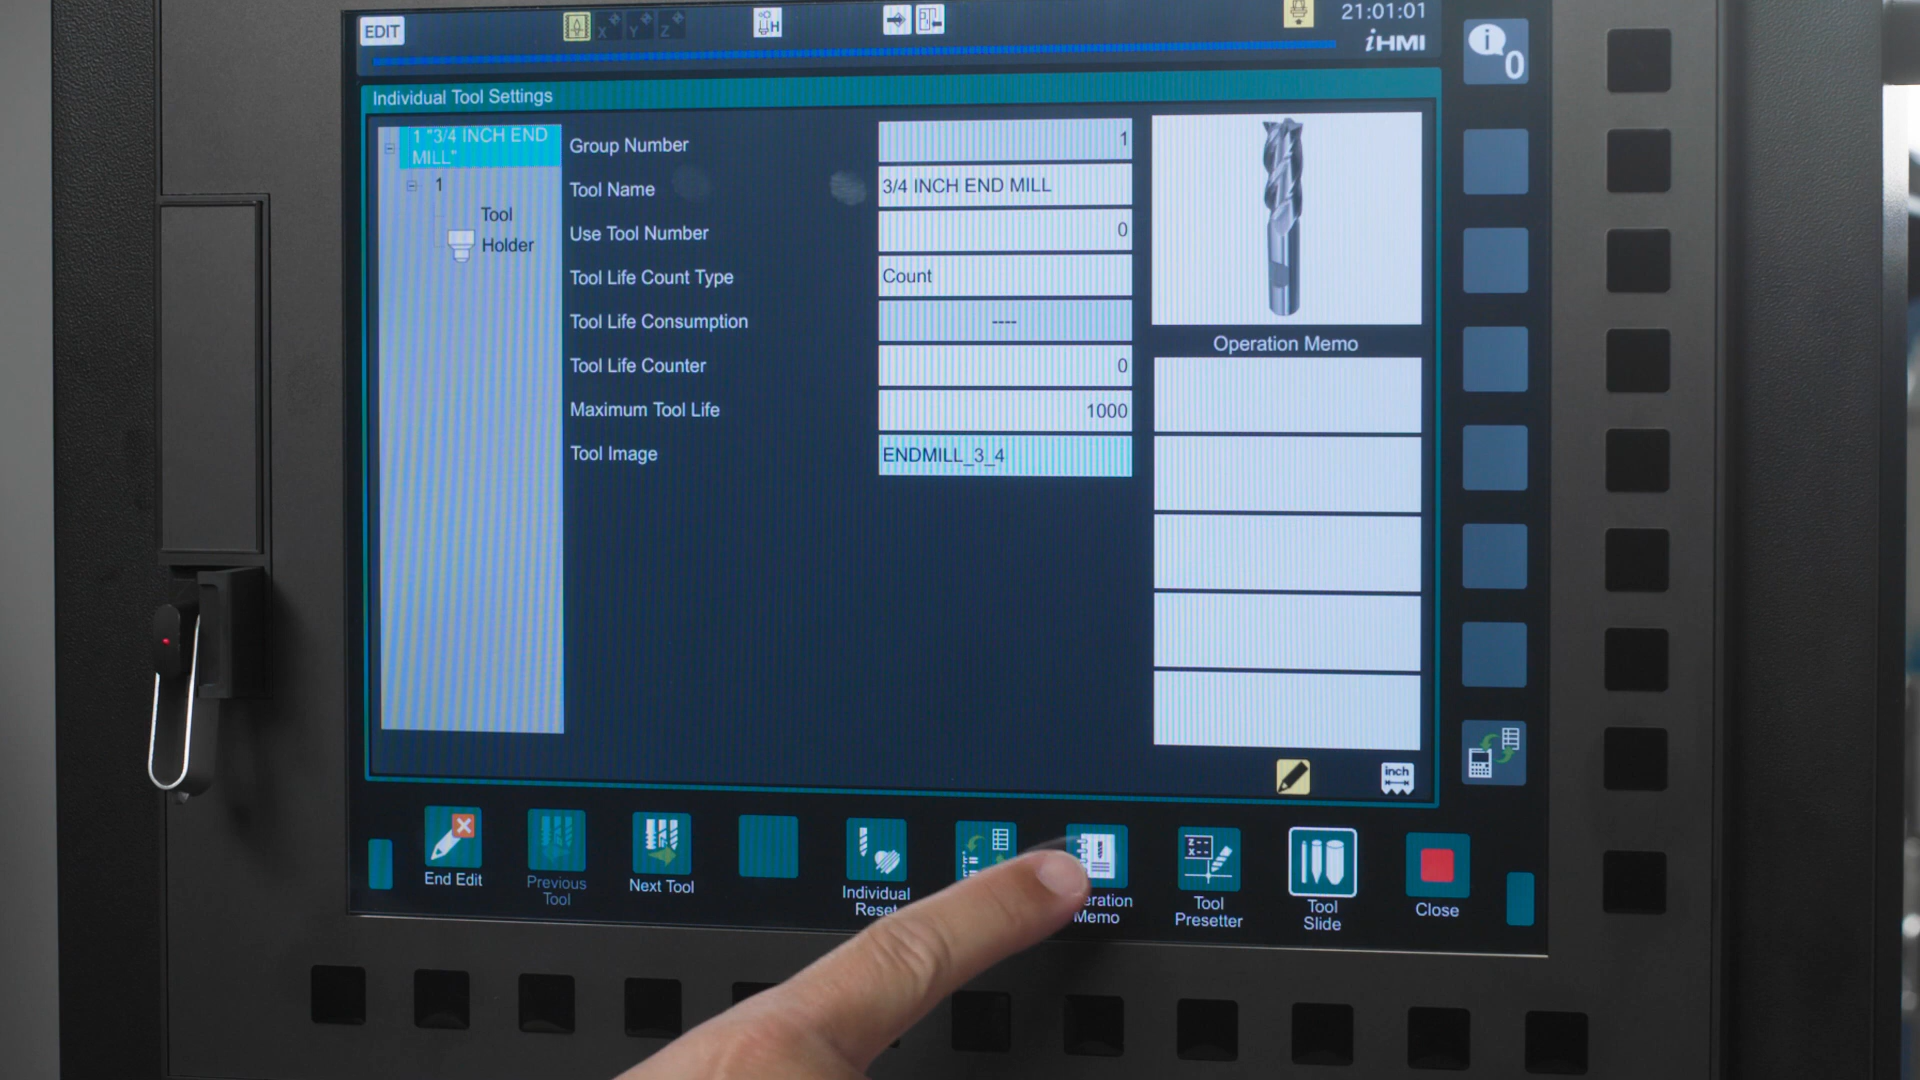 EDIT
X
Y
Z
H
21:01:01
iHMI
i
0
Individual Tool Settings
1 "3/4 INCH END
MILL"
1
Tool
Holder
Group Number
1
Tool Name
3/4 INCH END MILL
Use Tool Number
0
Tool Life Count Type
Count
Tool Life Consumption
----
Tool Life Counter
0
Maximum Tool Life
1000
Tool Image
ENDMILL_3_4
Operation Memo
inch
End Edit
Previous
Tool
Next Tool
Individual
Reset
eration
Memo
Tool
Presetter
Tool
Slide
Close